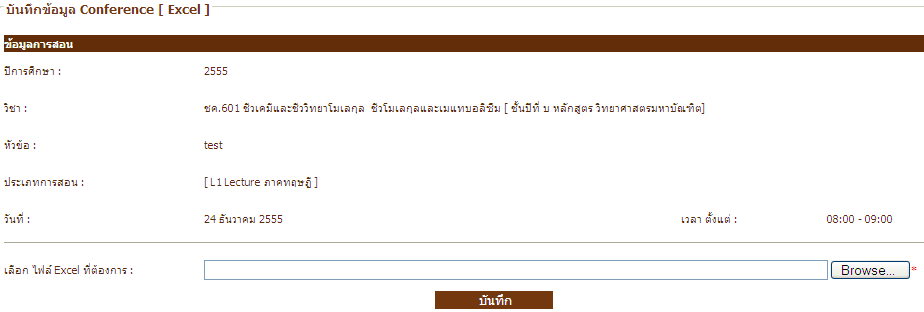 บันทึกข้อมูล Conference [ Excel ]
ข้อมูลการสอน
ปีการศึกษา : 2555
วิชา : ชค.601 ชีวเคมีและชีววิทยาโมเลกุล ชีวโมเลกุลและเมแทบอลิซึม [ ชั้นปีที่ บ หลักสูตร วิทยาศาสตรมหาบัณฑิต]
หัวข้อ : test
ประเภทการสอน : [ L1 Lecture ภาคทฤษฎี ]
วันที่ : 24 ธันวาคม 2555 เวลา ตั้งแต่ : 08:00 - 09:00
เลือก ไฟล์ Excel ที่ต้องการ : Browse... *
บันทึก